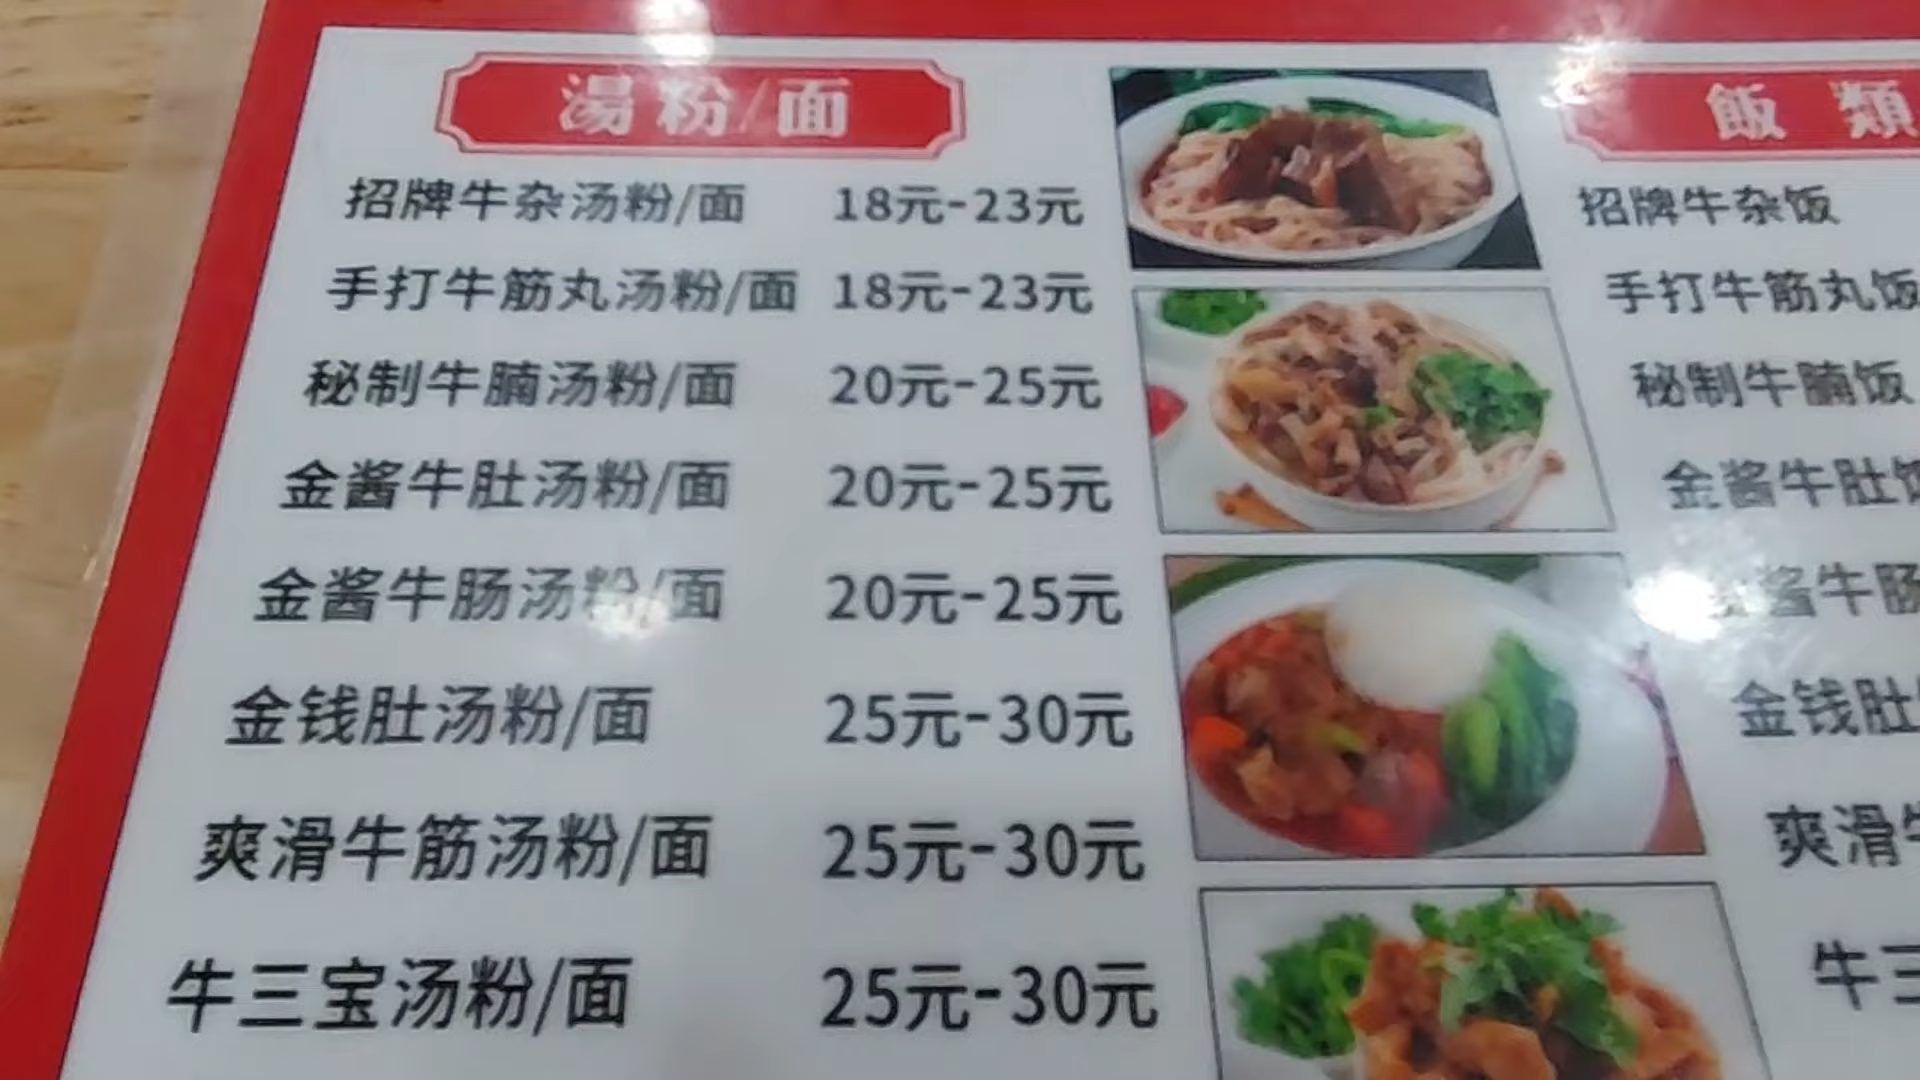 湯粉/面
招牌牛杂汤粉/面 18元-23元
手打牛筋丸汤粉/面 18元-23元
秘制牛腩汤粉/面 20元-25元
金酱牛肚汤粉/面 20元-25元
金酱牛肠汤粉/面 20元-25元
金钱肚汤粉/面 25元-30元
爽滑牛筋汤粉/面 25元-30元
牛三宝汤粉/面 25元-30元
飯類
招牌牛杂饭
手打牛筋丸饭
秘制牛腩饭
金酱牛肚饭
酱牛肠
金钱肚
爽滑牛
牛三